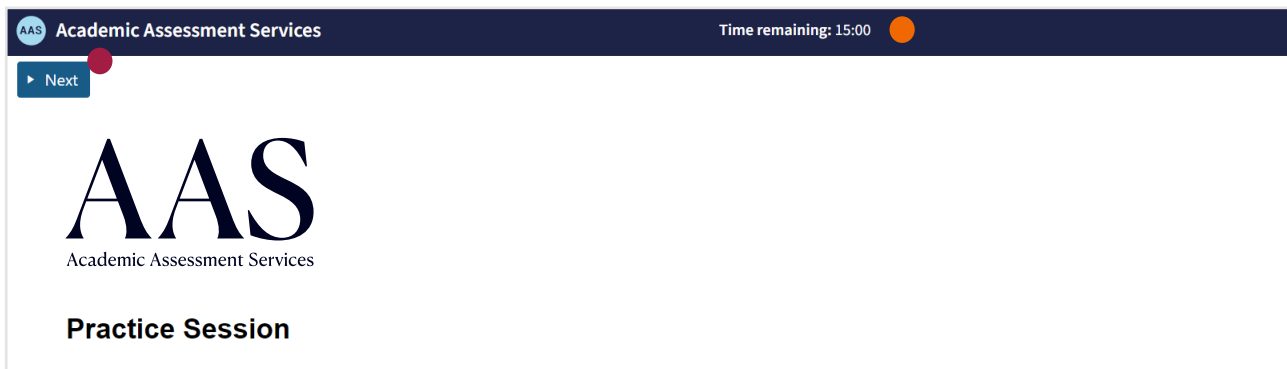 AAS Academic Assessment Services
Time remaining: 15:00
Next
AAS
Academic Assessment Services
Practice Session